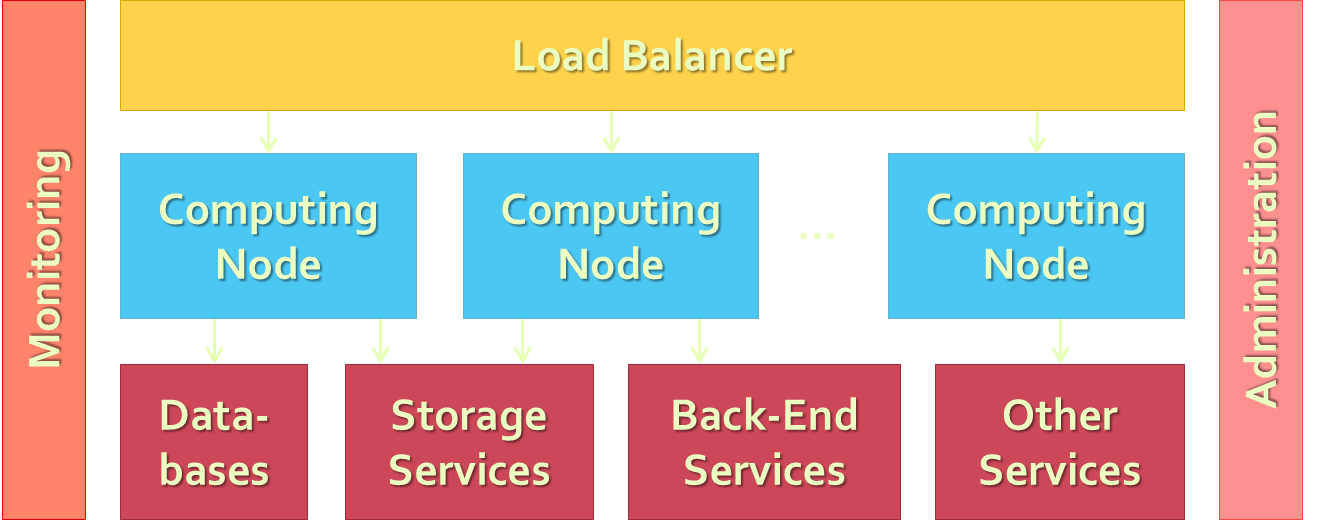 Monitoring
Load Balancer
Computing
Node
Computing
Node
...
Computing
Node
Data-
bases
Storage
Services
Back-End
Services
Other
Services
Administration